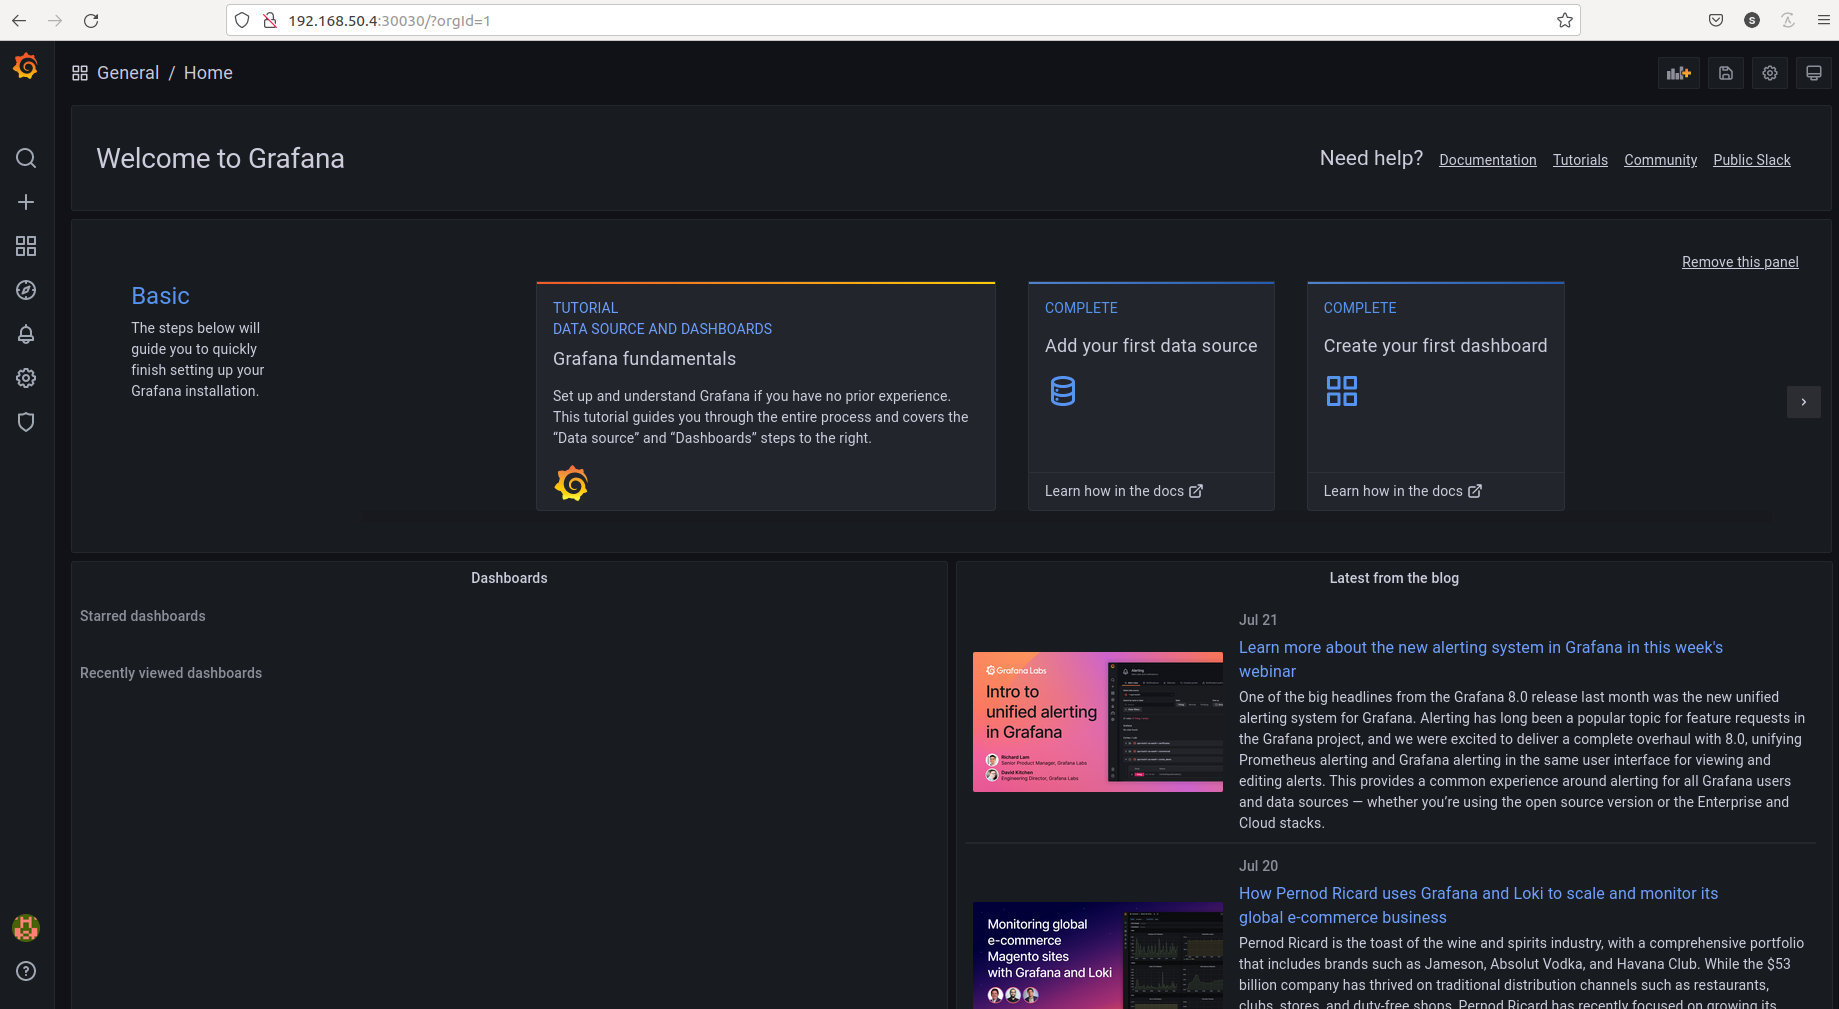 192.168.50.4:30030/?orgId=1
S
General / Home
Welcome to Grafana
Need help? Documentation Tutorials Community Public Slack
Remove this panel
Basic
The steps below will
guide you to quickly
finish setting up your
Grafana installation.
TUTORIAL
DATA SOURCE AND DASHBOARDS
Grafana fundamentals
Set up and understand Grafana if you have no prior experience.
This tutorial guides you through the entire process and covers the
“Data source” and “Dashboards” steps to the right.
COMPLETE
Add your first data source
Learn how in the docs
COMPLETE
Create your first dashboard
Learn how in the docs
Dashboards
Starred dashboards
Recently viewed dashboards
Latest from the blog
Grafana Labs
Intro to
unified alerting
in Grafana
Richard Lam
Senior Product Manager, Grafana Labs
David Kitchen
Engineering Director, Grafana Labs
Alerting
Jul 21
Learn more about the new alerting system in Grafana in this week's
webinar
One of the big headlines from the Grafana 8.0 release last month was the new unified
alerting system for Grafana. Alerting has long been a popular topic for feature requests in
the Grafana project, and we were excited to deliver a complete overhaul with 8.0, unifying
Prometheus alerting and Grafana alerting in the same user interface for viewing and
editing alerts. This provides a common experience around alerting for all Grafana users
and data sources — whether you’re using the open source version or the Enterprise and
Cloud stacks.
Monitoring global
e-commerce
Magento sites
with Grafana and Loki
Jul 20
How Pernod Ricard uses Grafana and Loki to scale and monitor its
global e-commerce business
Pernod Ricard is the toast of the wine and spirits industry, with a comprehensive portfolio
that includes brands such as Jameson, Absolut Vodka, and Havana Club. While the $53
billion company has thrived on traditional distribution channels such as restaurants,
clubs, stores, and duty-free shops, Pernod Ricard has recently focused on growing its